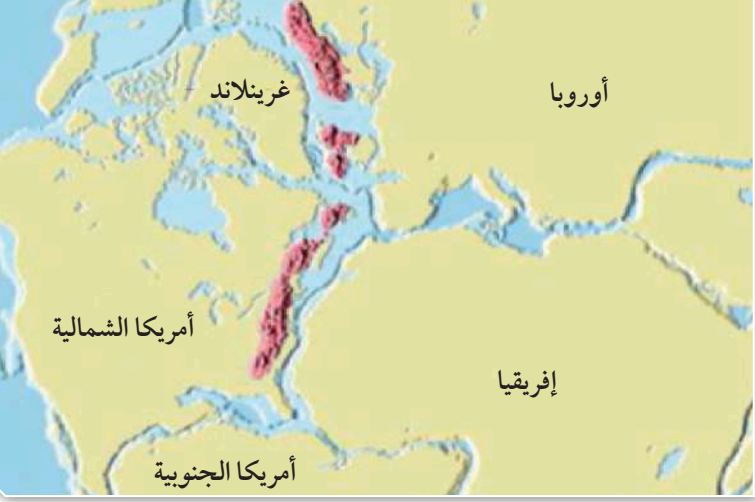 غرينلاند
أوروبا
أمريكا الشمالية
إفريقيا
أمريكا الجنوبية